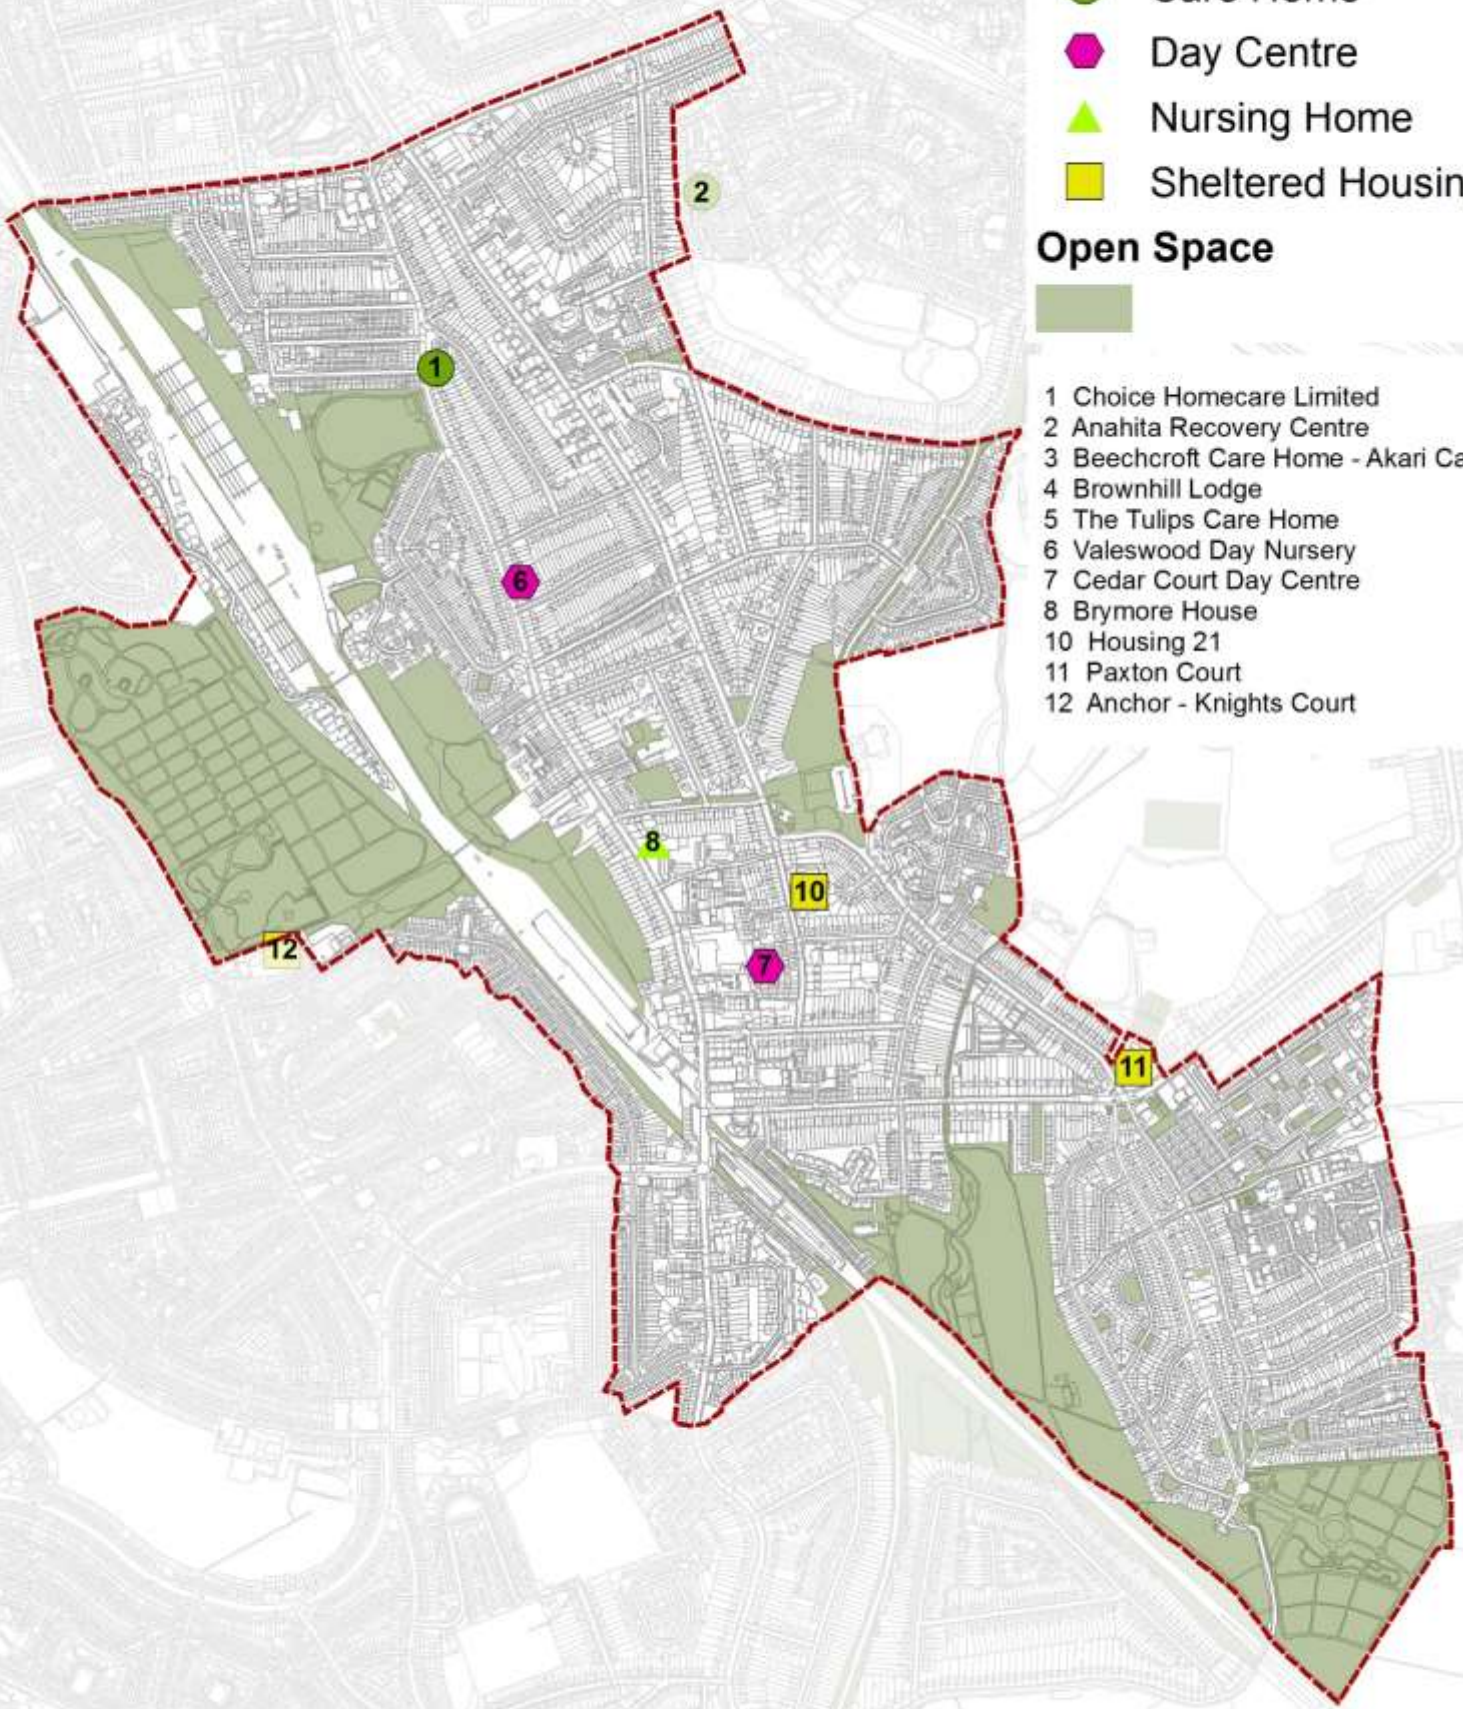 Care Home
Day Centre
Nursing Home
Sheltered Housin
Open Space
1 Choice Homecare Limited
2 Anahita Recovery Centre
3 Beechcroft Care Home - Akari Ca
4 Brownhill Lodge
5 The Tulips Care Home
6 Valeswood Day Nursery
7 Cedar Court Day Centre
8 Brymore House
10 Housing 21
11 Paxton Court
12 Anchor - Knights Court
2
1
6
8
10
12
7
11